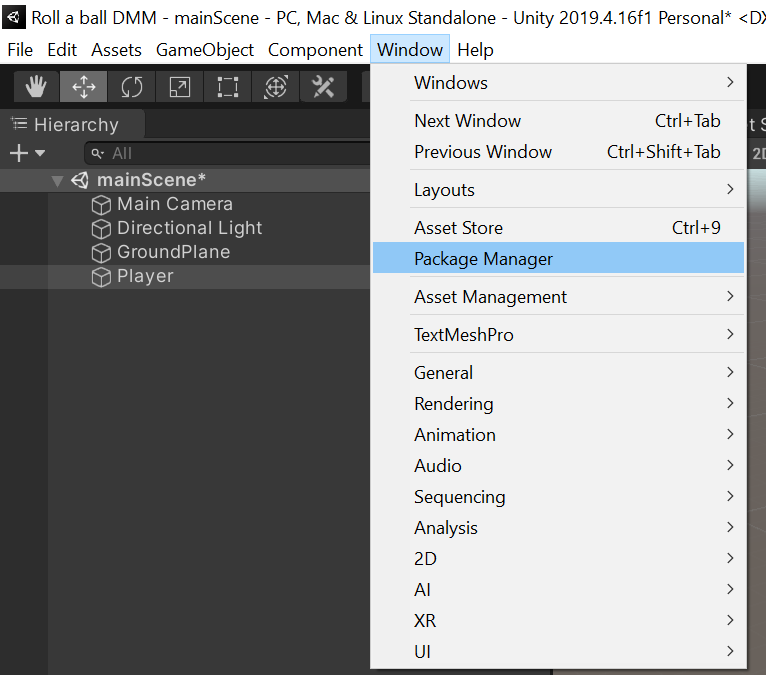 Roll a ball DMM - mainScene - PC, Mac & Linux Standalone - Unity 2019.4.16f1 Personal* <DX
File Edit Assets GameObject Component Window Help
Hierarchy
All
mainScene*
Main Camera
Directional Light
GroundPlane
Player
Windows
Next Window Ctrl+Tab
Previous Window Ctrl+Shift+Tab
Layouts
Asset Store Ctrl+9
Package Manager
Asset Management
TextMeshPro
General
Rendering
Animation
Audio
Sequencing
Analysis
2D
AI
XR
UI
t S
2D